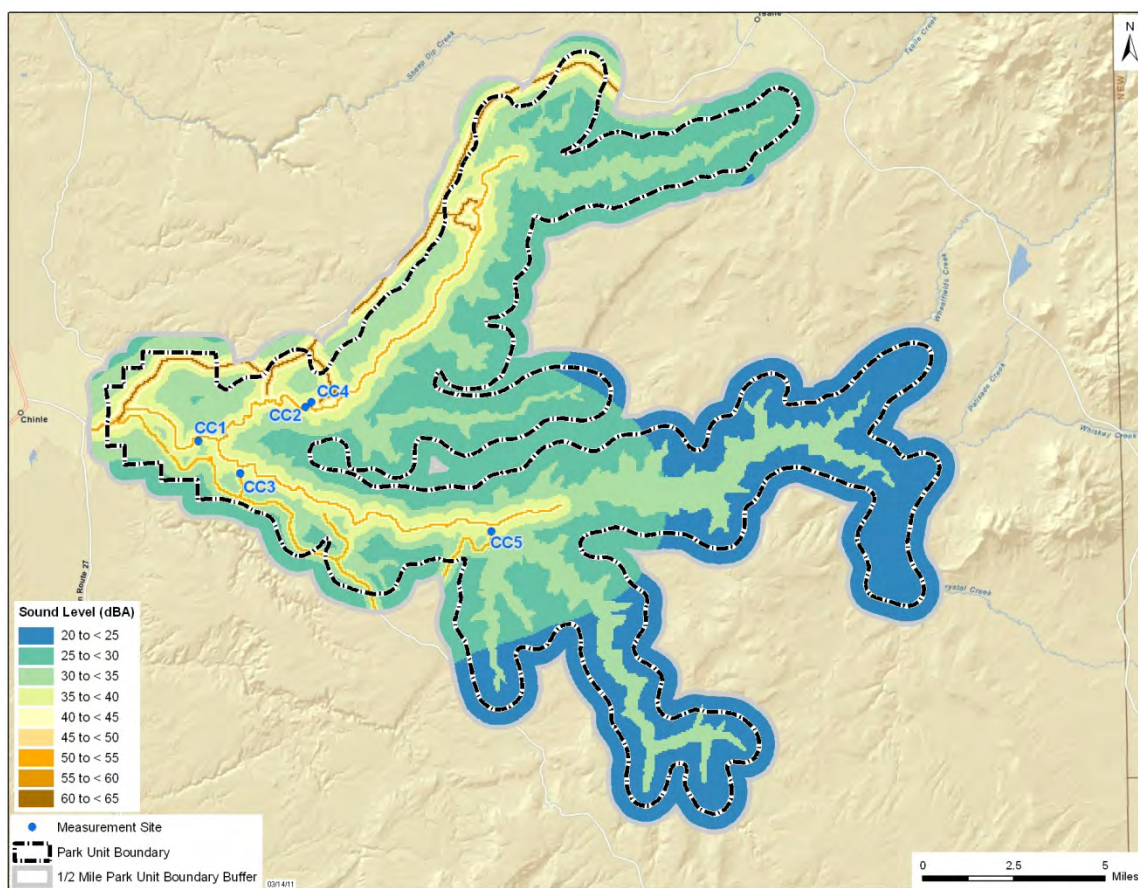 Tsaile
N
Sheep Dip Creek
Tsaile Creek
NEW
Wheatfields Creek
Palisade Creek
Whiskey Creek
Chinle
CC4
CC2
CC1
CC3
CC5
Route 27
Crystal Creek
Sound Level (dBA)
20 to < 25
25 to < 30
30 to < 35
35 to < 40
40 to < 45
45 to < 50
50 to < 55
55 to < 60
60 to < 65
Measurement Site
Park Unit Boundary
1/2 Mile Park Unit Boundary Buffer
03/14/11
0 2.5 5
Miles